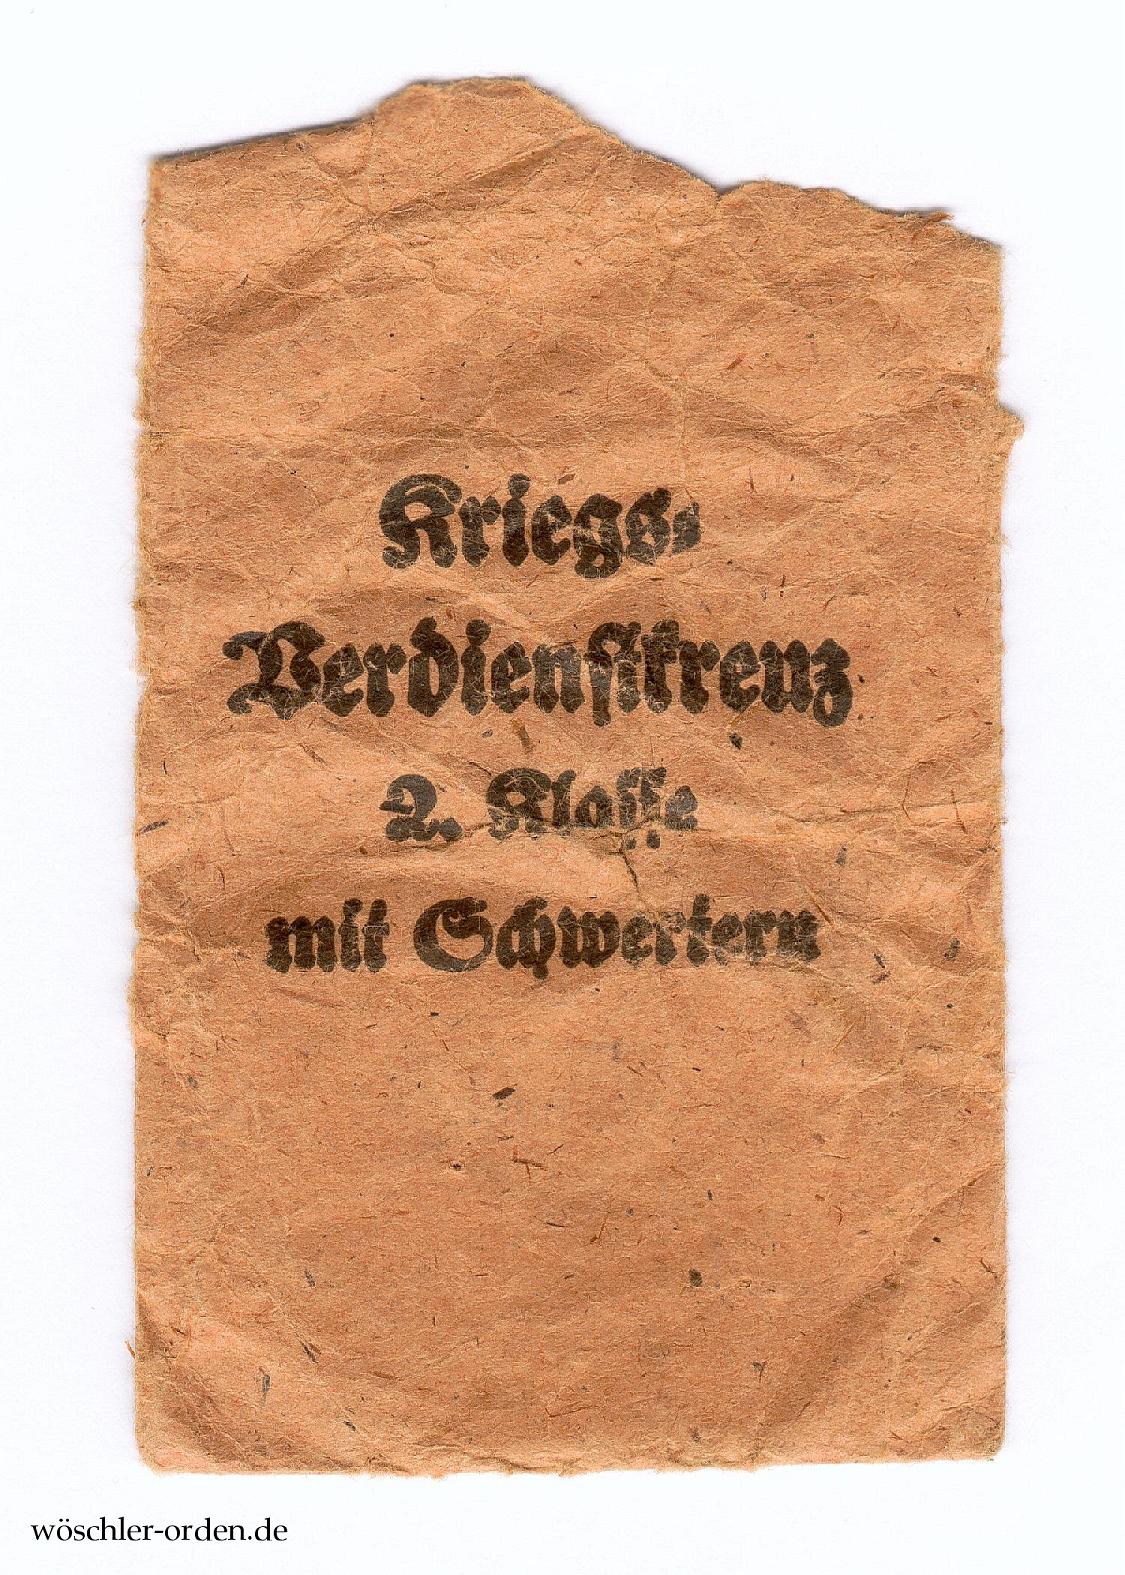 Kriegs-
Verdienstkreuz
2. Klasse
mit Schwertern
wöschler-orden.de